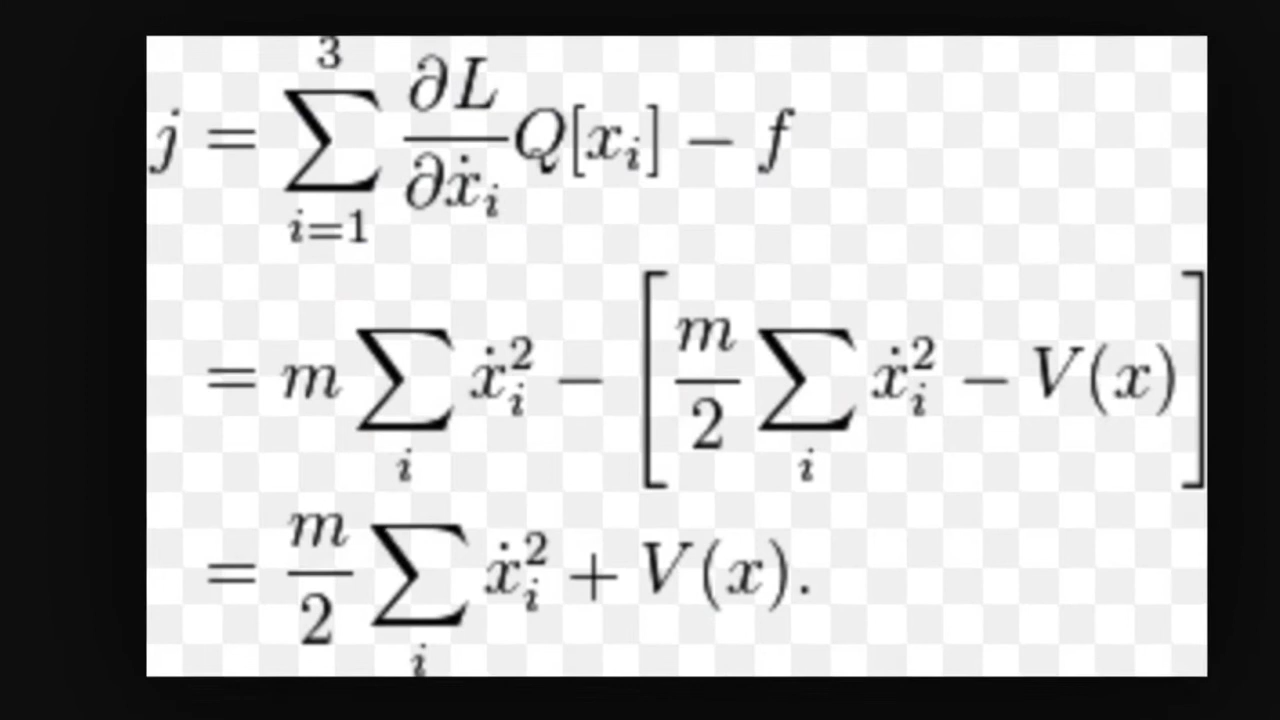 j = \sum_{i=1}^{3} \frac{\partial L}{\partial \dot{x}_i} Q[x_i] - f
= m \sum_i \dot{x}_i^2 - \left[ \frac{m}{2} \sum_i \dot{x}_i^2 - V(x) \right]
= \frac{m}{2} \sum_i \dot{x}_i^2 + V(x).